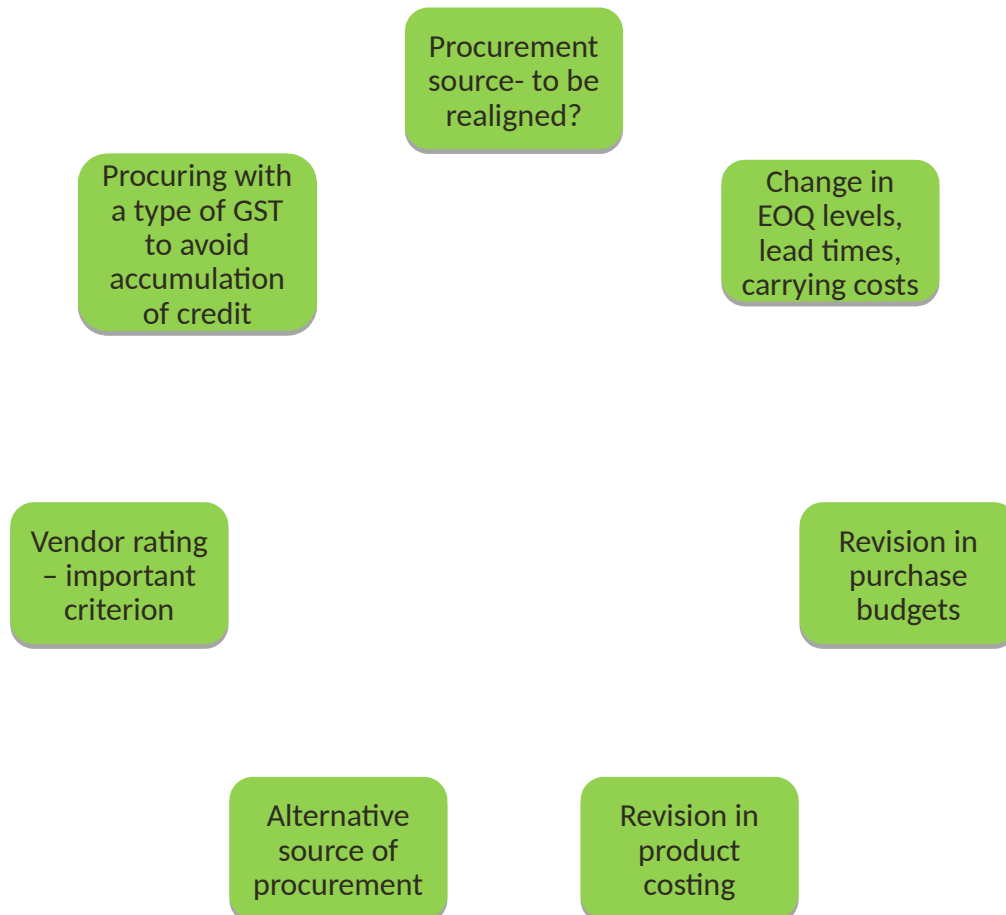 Procurement
source- to be
realigned?
Change in
EOQ levels,
lead times,
carrying costs
Revision in
purchase
budgets
Revision in
product
costing
Alternative
source of
procurement
Vendor rating
– important
criterion
Procuring with
a type of GST
to avoid
accumulation
of credit